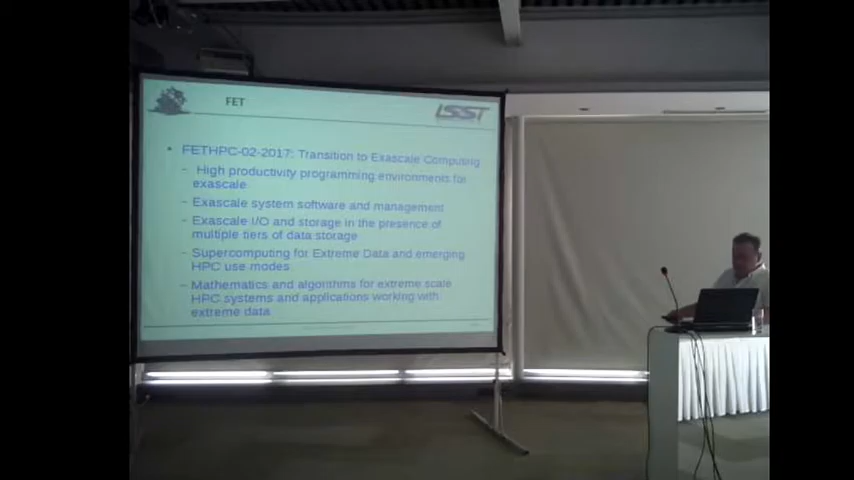 FET
LSST
• FETHPC-02-2017: Transition to Exascale Computing
– High productivity programming environments for
exascale
– Exascale system software and management
– Exascale I/O and storage in the presence of
multiple tiers of data storage
– Supercomputing for Extreme Data and emerging
HPC use modes
– Mathematics and algorithms for extreme scale
HPC systems and applications working with
extreme data